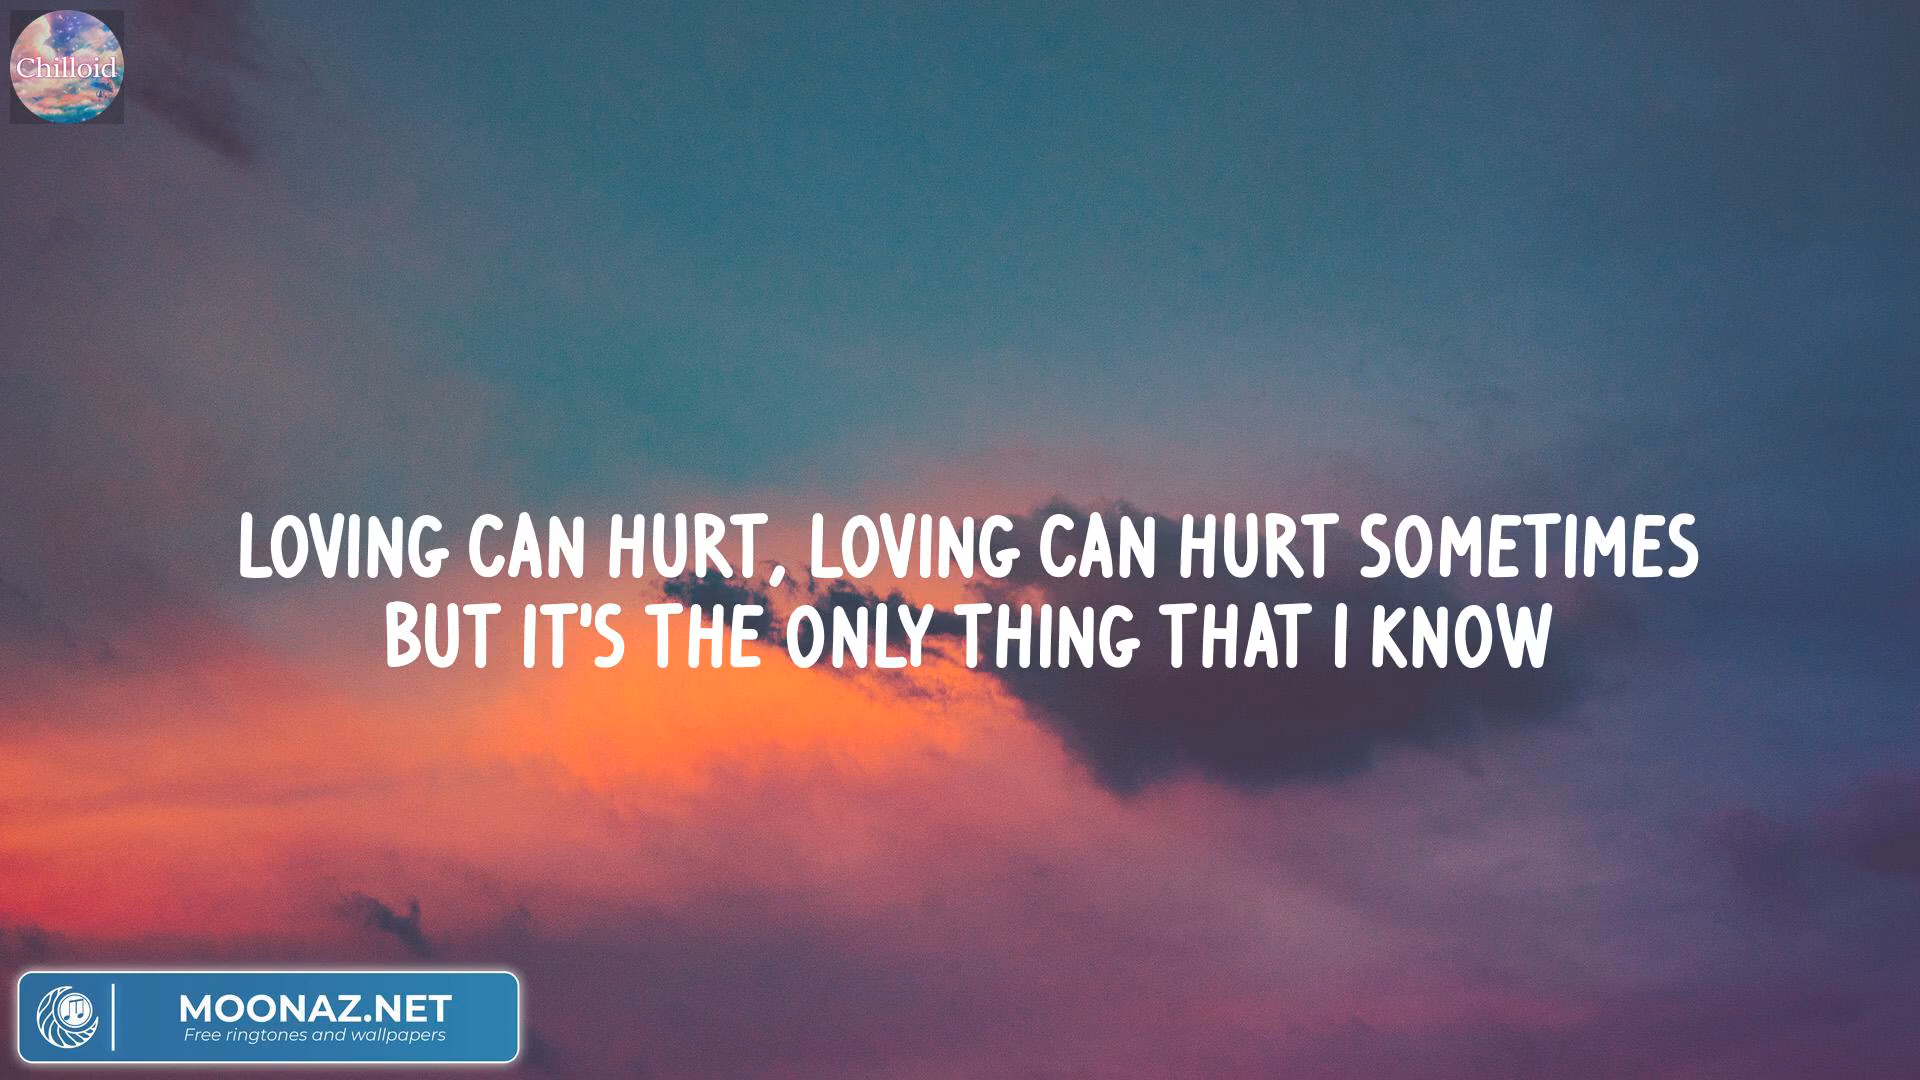 Chilloid
LOVING CAN HURT, LOVING CAN HURT SOMETIMES
BUT IT'S THE ONLY THING THAT I KNOW
MOONAZ.NET
Free ringtones and wallpapers